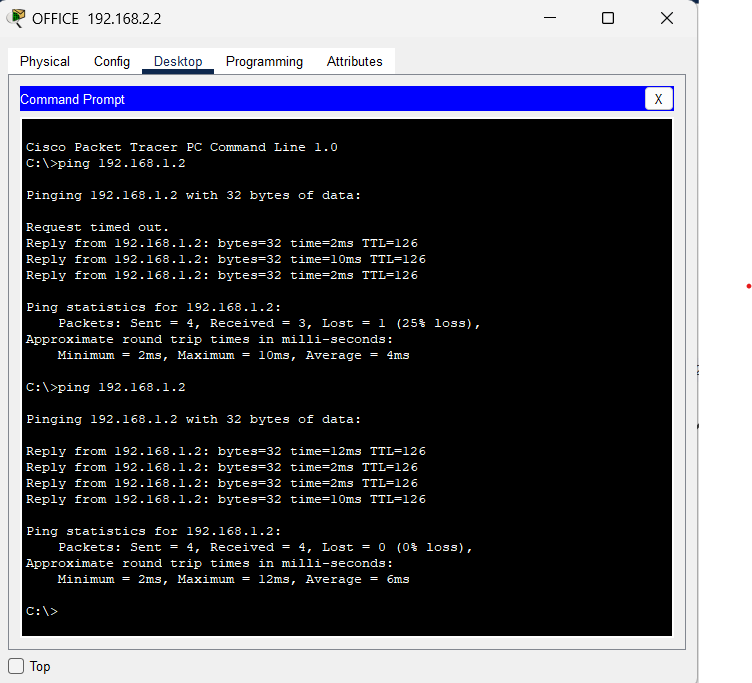 OFFICE 192.168.2.2
Physical Config Desktop Programming Attributes
Command Prompt X
Cisco Packet Tracer PC Command Line 1.0
C:\>ping 192.168.1.2
Pinging 192.168.1.2 with 32 bytes of data:
Request timed out.
Reply from 192.168.1.2: bytes=32 time=2ms TTL=126
Reply from 192.168.1.2: bytes=32 time=10ms TTL=126
Reply from 192.168.1.2: bytes=32 time=2ms TTL=126
Ping statistics for 192.168.1.2:
Packets: Sent = 4, Received = 3, Lost = 1 (25% loss),
Approximate round trip times in milli-seconds:
Minimum = 2ms, Maximum = 10ms, Average = 4ms
C:\>ping 192.168.1.2
Pinging 192.168.1.2 with 32 bytes of data:
Reply from 192.168.1.2: bytes=32 time=12ms TTL=126
Reply from 192.168.1.2: bytes=32 time=2ms TTL=126
Reply from 192.168.1.2: bytes=32 time=2ms TTL=126
Reply from 192.168.1.2: bytes=32 time=10ms TTL=126
Ping statistics for 192.168.1.2:
Packets: Sent = 4, Received = 4, Lost = 0 (0% loss),
Approximate round trip times in milli-seconds:
Minimum = 2ms, Maximum = 12ms, Average = 6ms
C:\>
Top